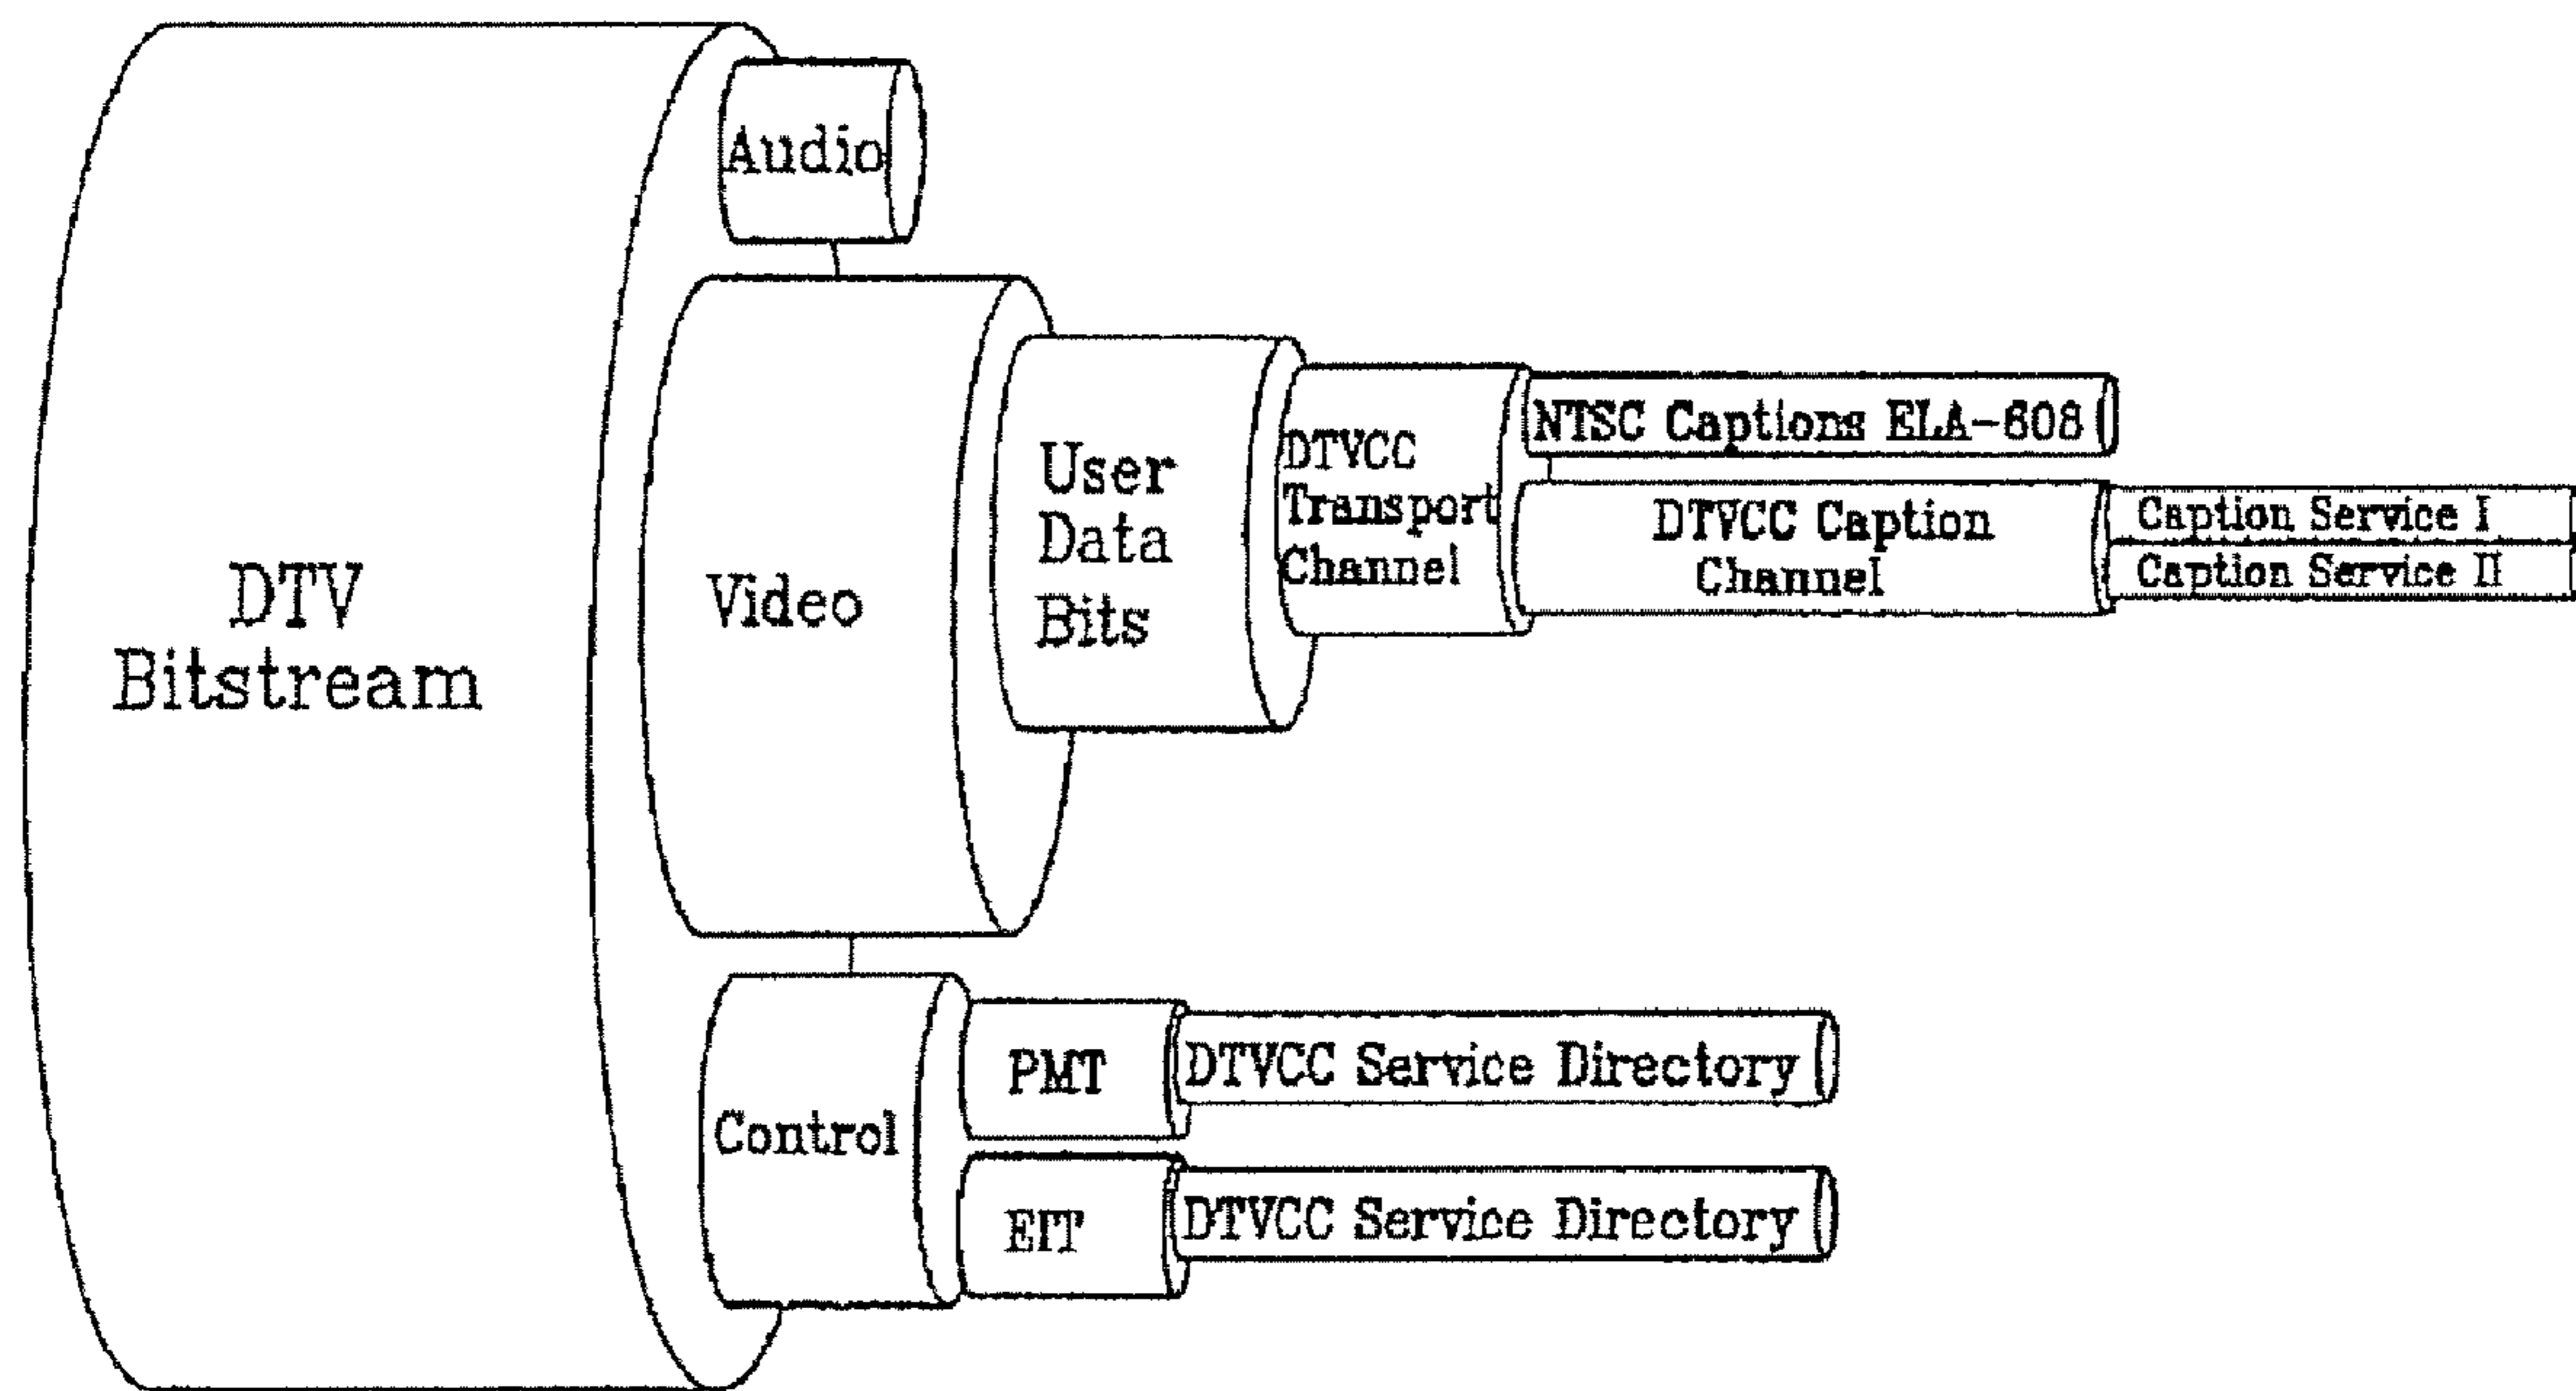 Audio
DTV
Bitstream
Video
User
Data
Bits
DTVCC
Transport
Channel
NTSC Captions ELA-608
DTVCC Caption
Channel
Caption Service I
Caption Service II
Control
PMT
DTVCC Service Directory
EIT
DTVCC Service Directory